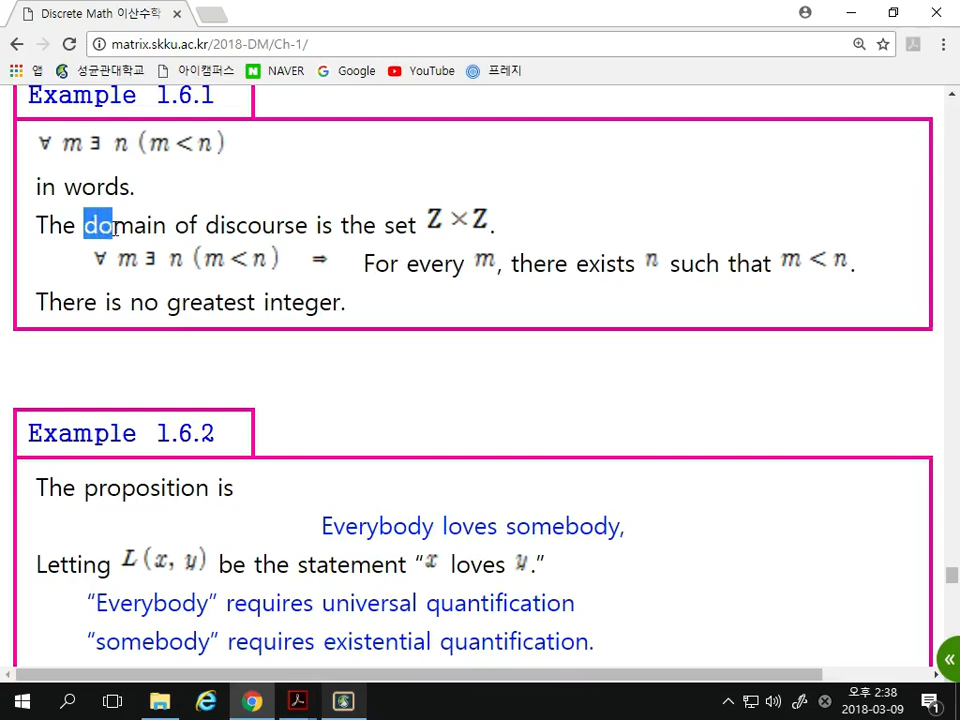 Discrete Math 이산수학
matrix.skku.ac.kr/2018-DM/Ch-1/
앱 성균관대학교 아이캠퍼스 NAVER Google YouTube 프레지
Example 1.6.1
∀ m ∃ n (m < n)
in words.
The domain of discourse is the set Z × Z.
∀ m ∃ n (m < n) ⇒ For every m, there exists n such that m < n.
There is no greatest integer.
Example 1.6.2
The proposition is
Everybody loves somebody,
Letting L(x, y) be the statement “x loves y.”
“Everybody” requires universal quantification
“somebody” requires existential quantification.
오후 2:38
2018-03-09
1